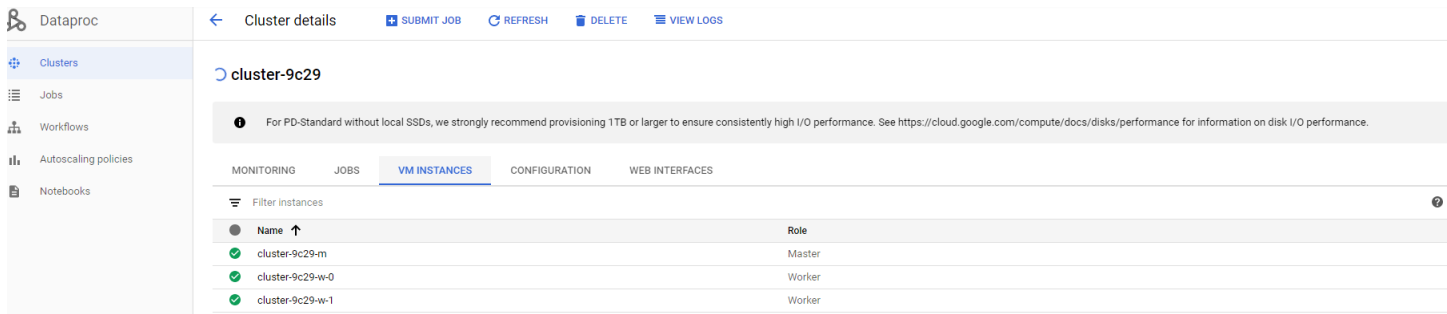 Dataproc
Cluster details SUBMIT JOB REFRESH DELETE VIEW LOGS
Clusters
Jobs
Workflows
Autoscaling policies
Notebooks
cluster-9c29
For PD-Standard without local SSDs, we strongly recommend provisioning 1TB or larger to ensure consistently high I/O performance. See https://cloud.google.com/compute/docs/disks/performance for information on disk I/O performance.
MONITORING JOBS VM INSTANCES CONFIGURATION WEB INTERFACES
Filter instances
Name Role
cluster-9c29-m Master
cluster-9c29-w-0 Worker
cluster-9c29-w-1 Worker